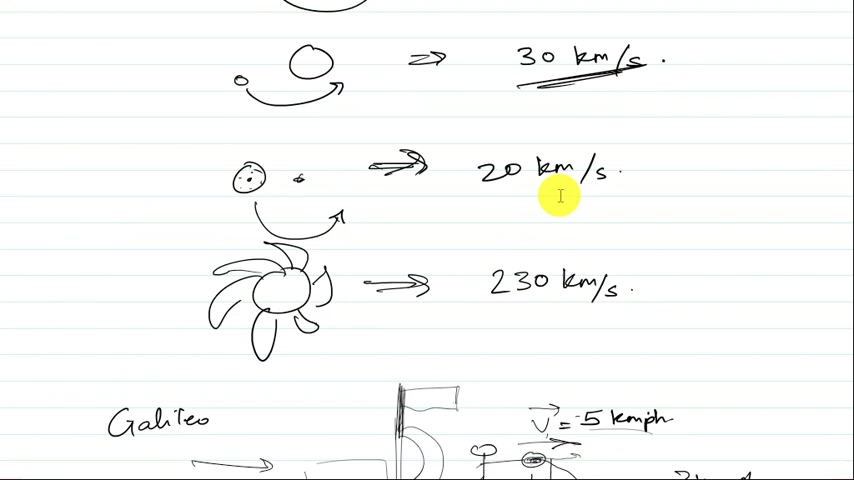 30 km/s.
20 km/s.
230 km/s.
Galileo
V = 5 kmph